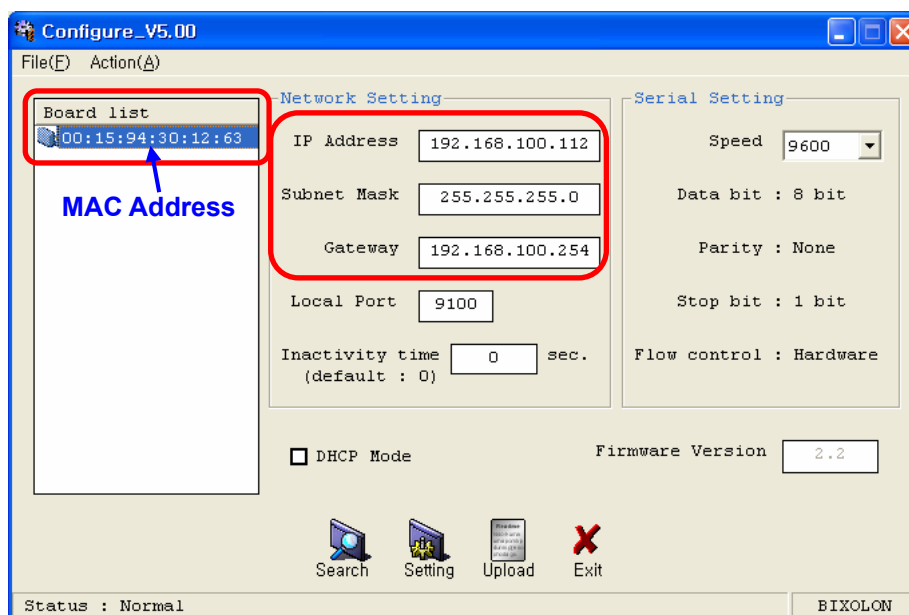 Configure_V5.00
File(F) Action(A)
Board list
00:15:94:30:12:63
MAC Address
Network Setting
IP Address 192.168.100.112
Subnet Mask 255.255.255.0
Gateway 192.168.100.254
Local Port 9100
Inactivity time 0 sec.
(default : 0)
Serial Setting
Speed 9600
Data bit : 8 bit
Parity : None
Stop bit : 1 bit
Flow control : Hardware
DHCP Mode
Firmware Version 2.2
Search Setting Upload Exit
Status : Normal BIXOLON